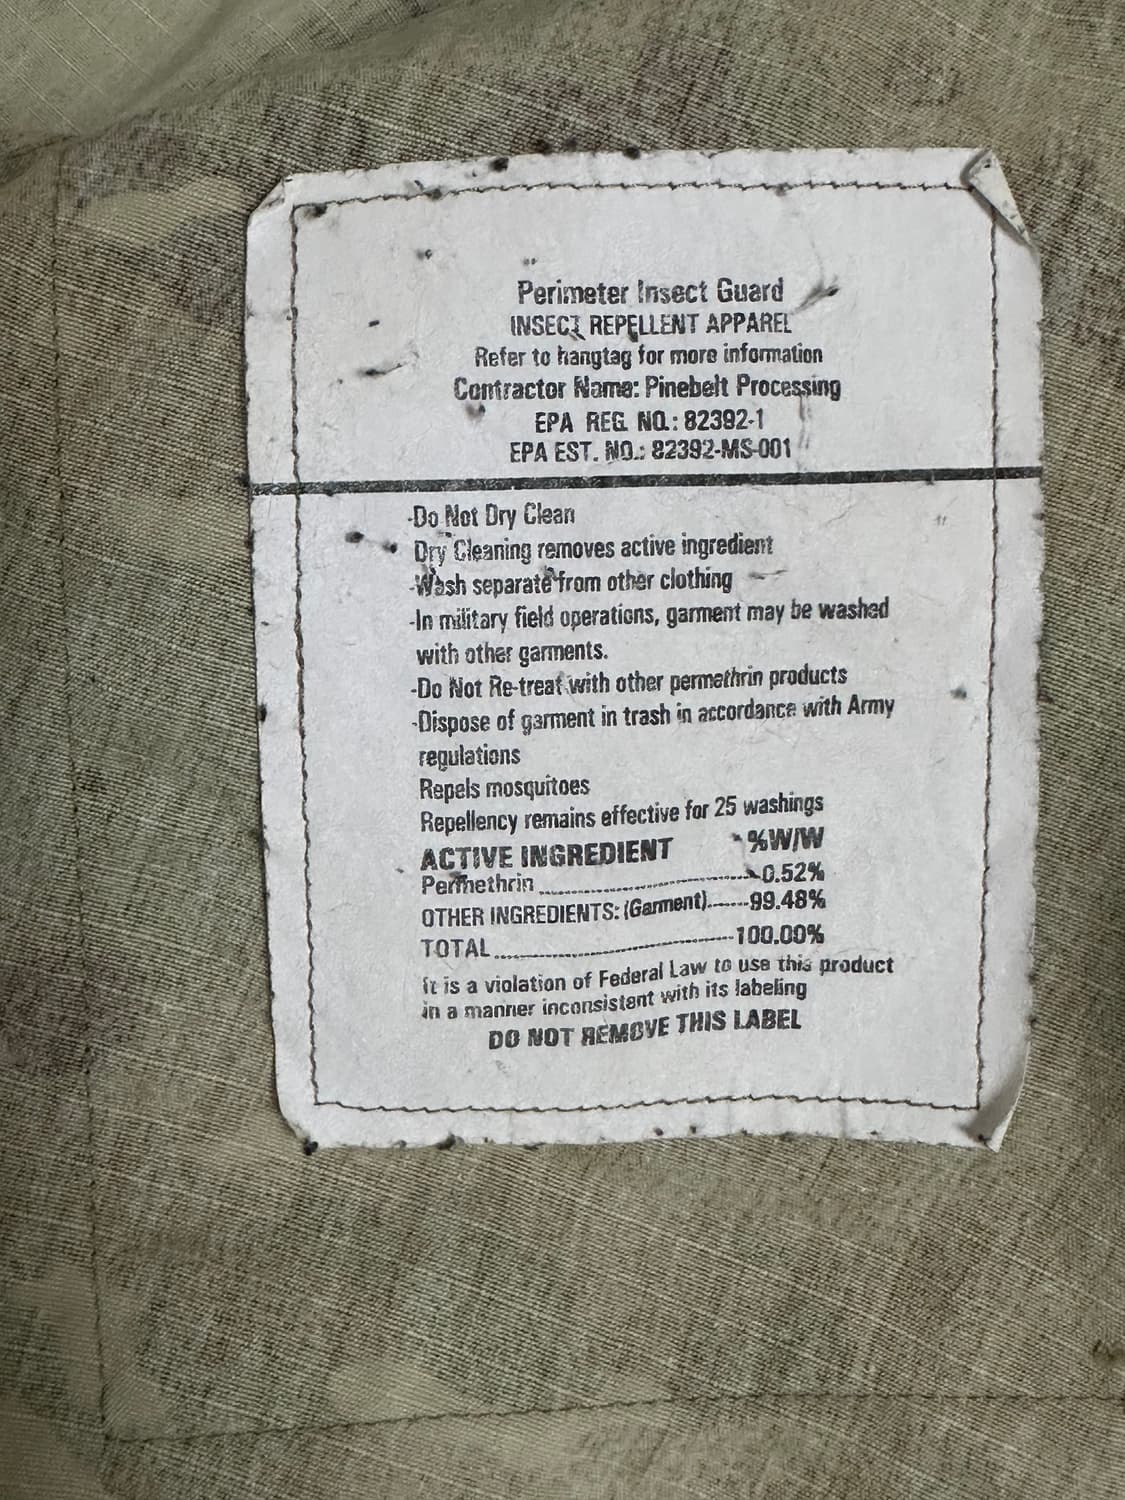 Perimeter Insect Guard
INSECT REPELLENT APPAREL
Refer to hangtag for more information
Contractor Name: Pinebelt Processing
EPA REG. NO.: 82392-1
EPA EST. NO.: 82392-MS-001
-Do Not Dry Clean
Dry Cleaning removes active ingredient
-Wash separate from other clothing
-In military field operations, garment may be washed
with other garments.
-Do Not Re-treat with other permethrin products
-Dispose of garment in trash in accordance with Army
regulations
Repels mosquitoes
Repellency remains effective for 25 washings
ACTIVE INGREDIENT %W/W
Permethrin....................0.52%
OTHER INGREDIENTS: (Garment).......99.48%
TOTAL....................100.00%
it is a violation of Federal Law to use this product
in a manner inconsistent with its labeling
DO NOT REMOVE THIS LABEL